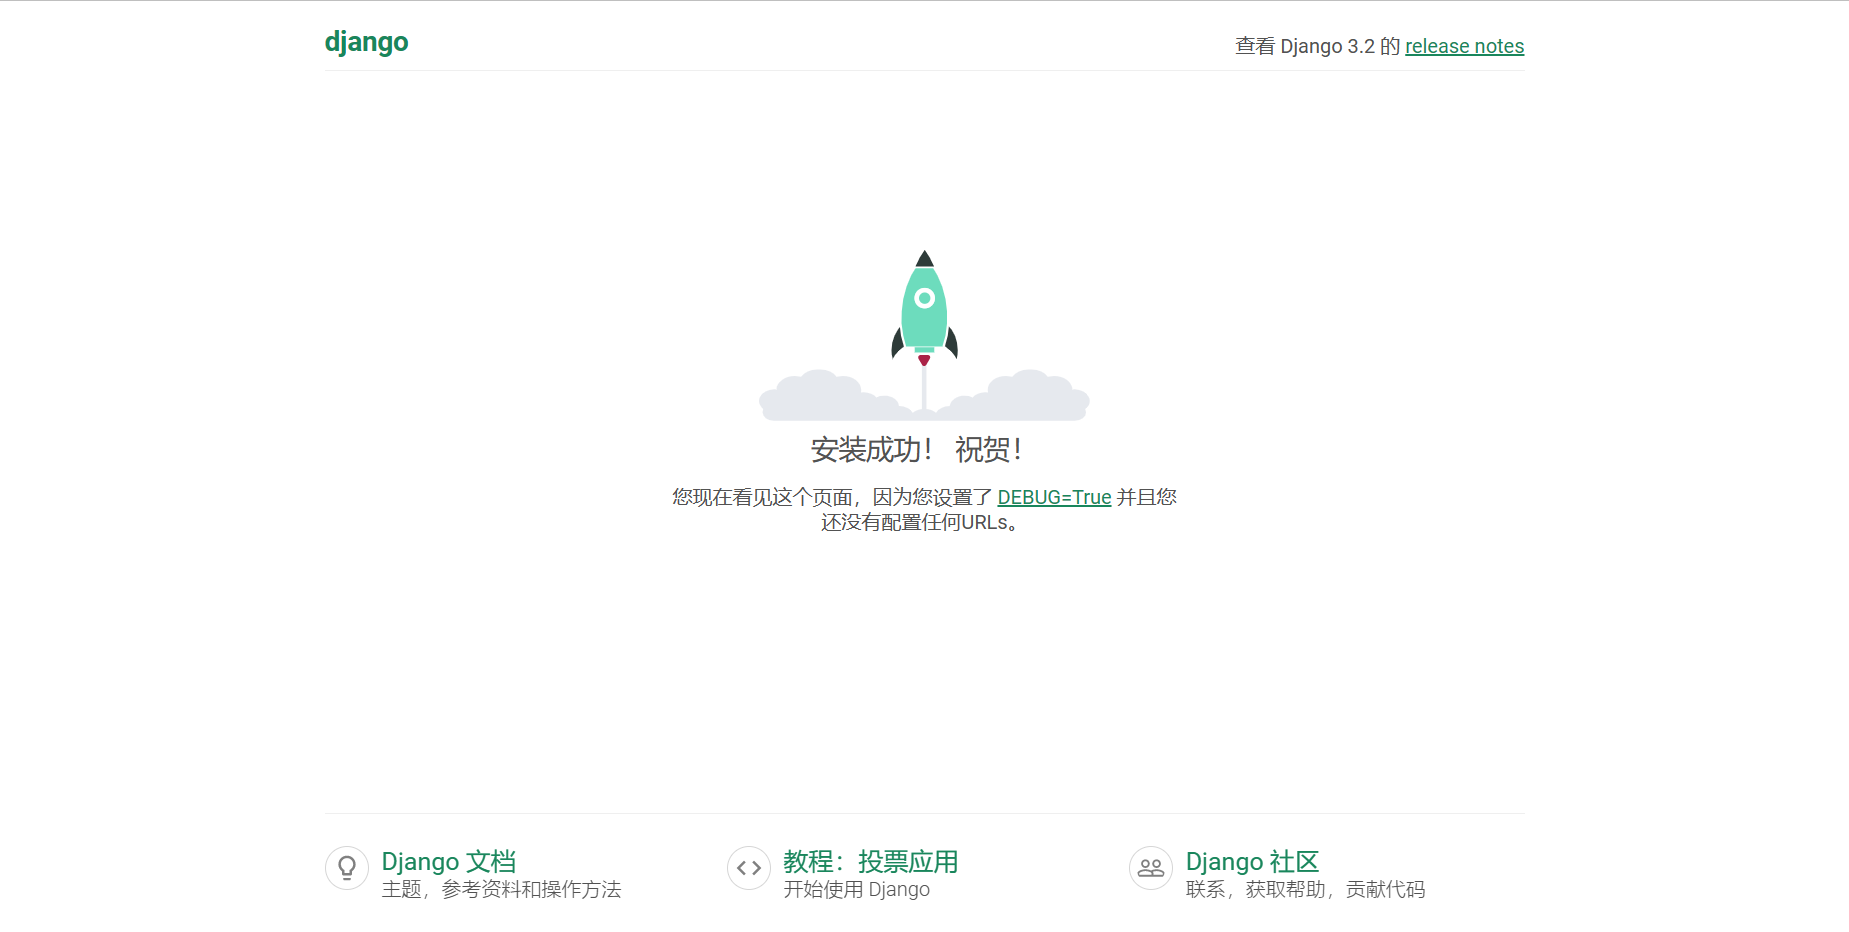 django
查看 Django 3.2 的 release notes
安装成功！ 祝贺！
您现在看见这个页面，因为您设置了 DEBUG=True 并且您
还没有配置任何URLs。
Django 文档
主题，参考资料和操作方法
教程：投票应用
开始使用 Django
Django 社区
联系，获取帮助，贡献代码